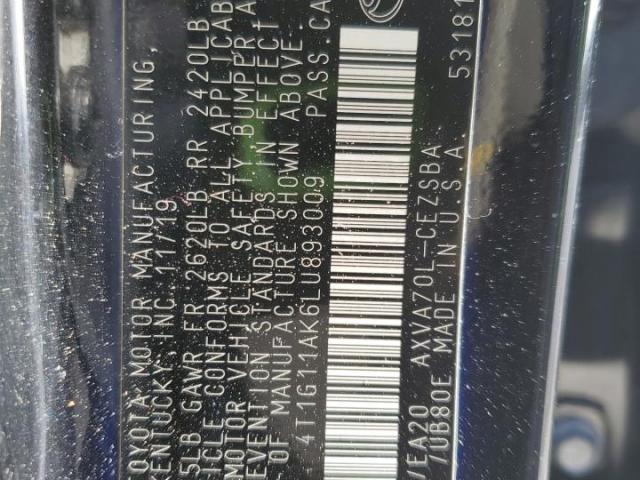 TOYOTA MOTOR MANUFACTURING,
KENTUCKY, INC. 11/19
5LB GAWR FR 2620LB RR 2420LB
ICLE CONFORMS TO ALL APPLICAB
MOTOR VEHICLE SAFETY, BUMPER A
EVENTION STANDARDS IN EFFECT
OF MANUFACTURE SHOWN ABOVE.
4T1G11AK6LU893009 PASS CA
/EA20 AXVA70L-CEZSBA
/UB80E MADE IN U.S.A.
53181
C